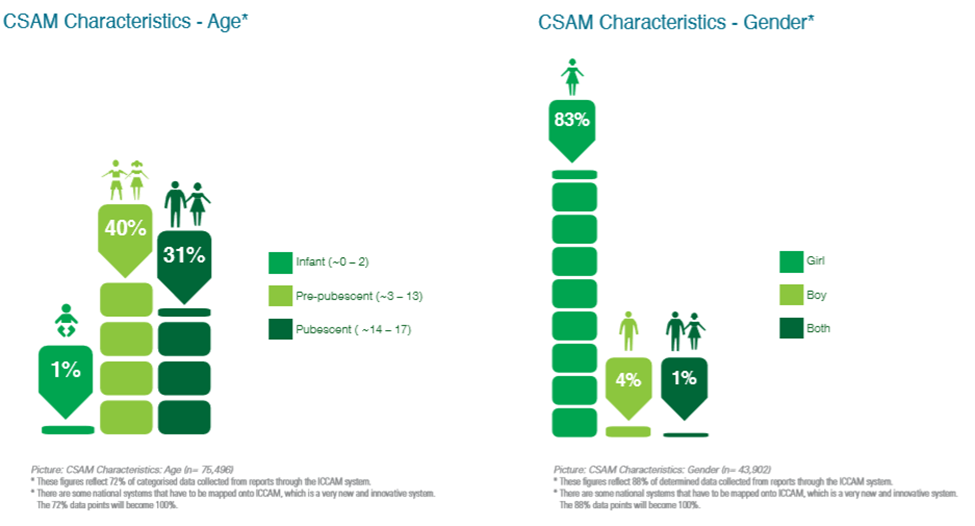 CSAM Characteristics - Age*
1%
40%
31%
Infant (~0 – 2)
Pre-pubescent (~3 – 13)
Pubescent ( ~14 – 17)
Picture: CSAM Characteristics: Age (n= 75,496)
* These figures reflect 72% of categorised data collected from reports through the ICCAM system.
* There are some national systems that have to be mapped onto ICCAM, which is a very new and innovative system.
The 72% data points will become 100%.
CSAM Characteristics - Gender*
83%
4%
1%
Girl
Boy
Both
Picture: CSAM Characteristics: Gender (n= 43,902)
* These figures reflect 88% of determined data collected from reports through the ICCAM system.
* There are some national systems that have to be mapped onto ICCAM, which is a very new and innovative system.
The 88% data points will become 100%.